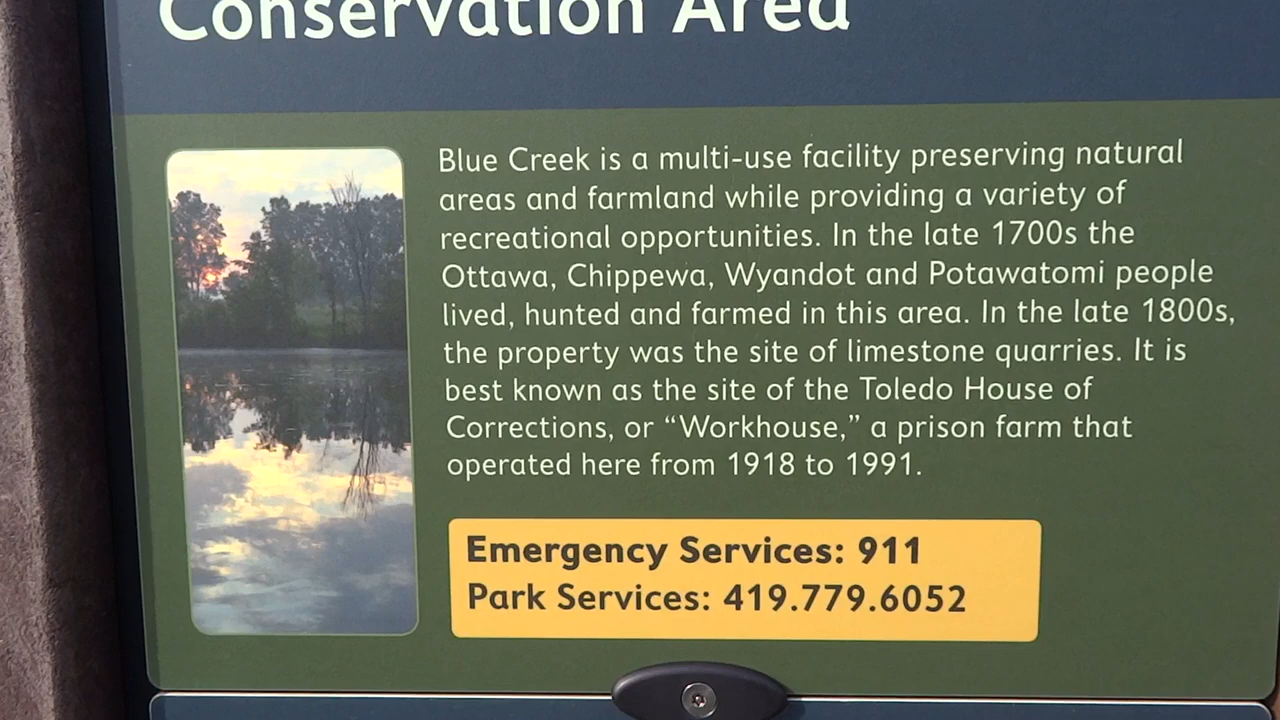 Conservation Area
Blue Creek is a multi-use facility preserving natural
areas and farmland while providing a variety of
recreational opportunities. In the late 1700s the
Ottawa, Chippewa, Wyandot and Potawatomi people
lived, hunted and farmed in this area. In the late 1800s,
the property was the site of limestone quarries. It is
best known as the site of the Toledo House of
Corrections, or “Workhouse,” a prison farm that
operated here from 1918 to 1991.
Emergency Services: 911
Park Services: 419.779.6052